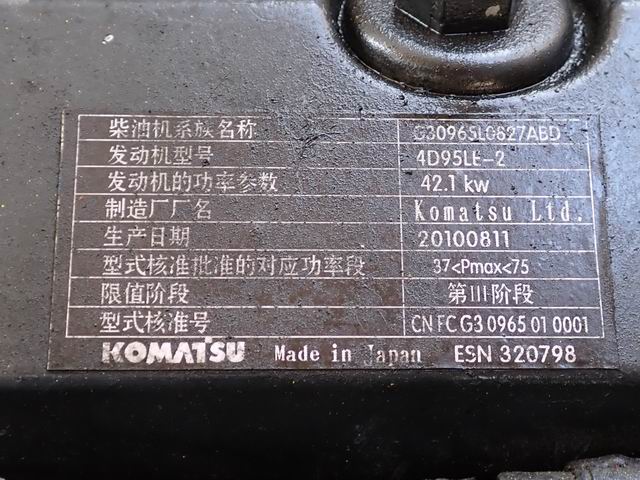 柴油机系族名称 G30965L0827ABD
发动机型号 4D95LE-2
发动机的功率参数 42.1 kw
制造厂厂名 Komatsu Ltd.
生产日期 20100811
型式核准批准的对应功率段 37<Pmax<75
限值阶段 第III阶段
型式核准号 CN FC G3 0965 01 0001
KOMATSU Made in Japan ESN 320798